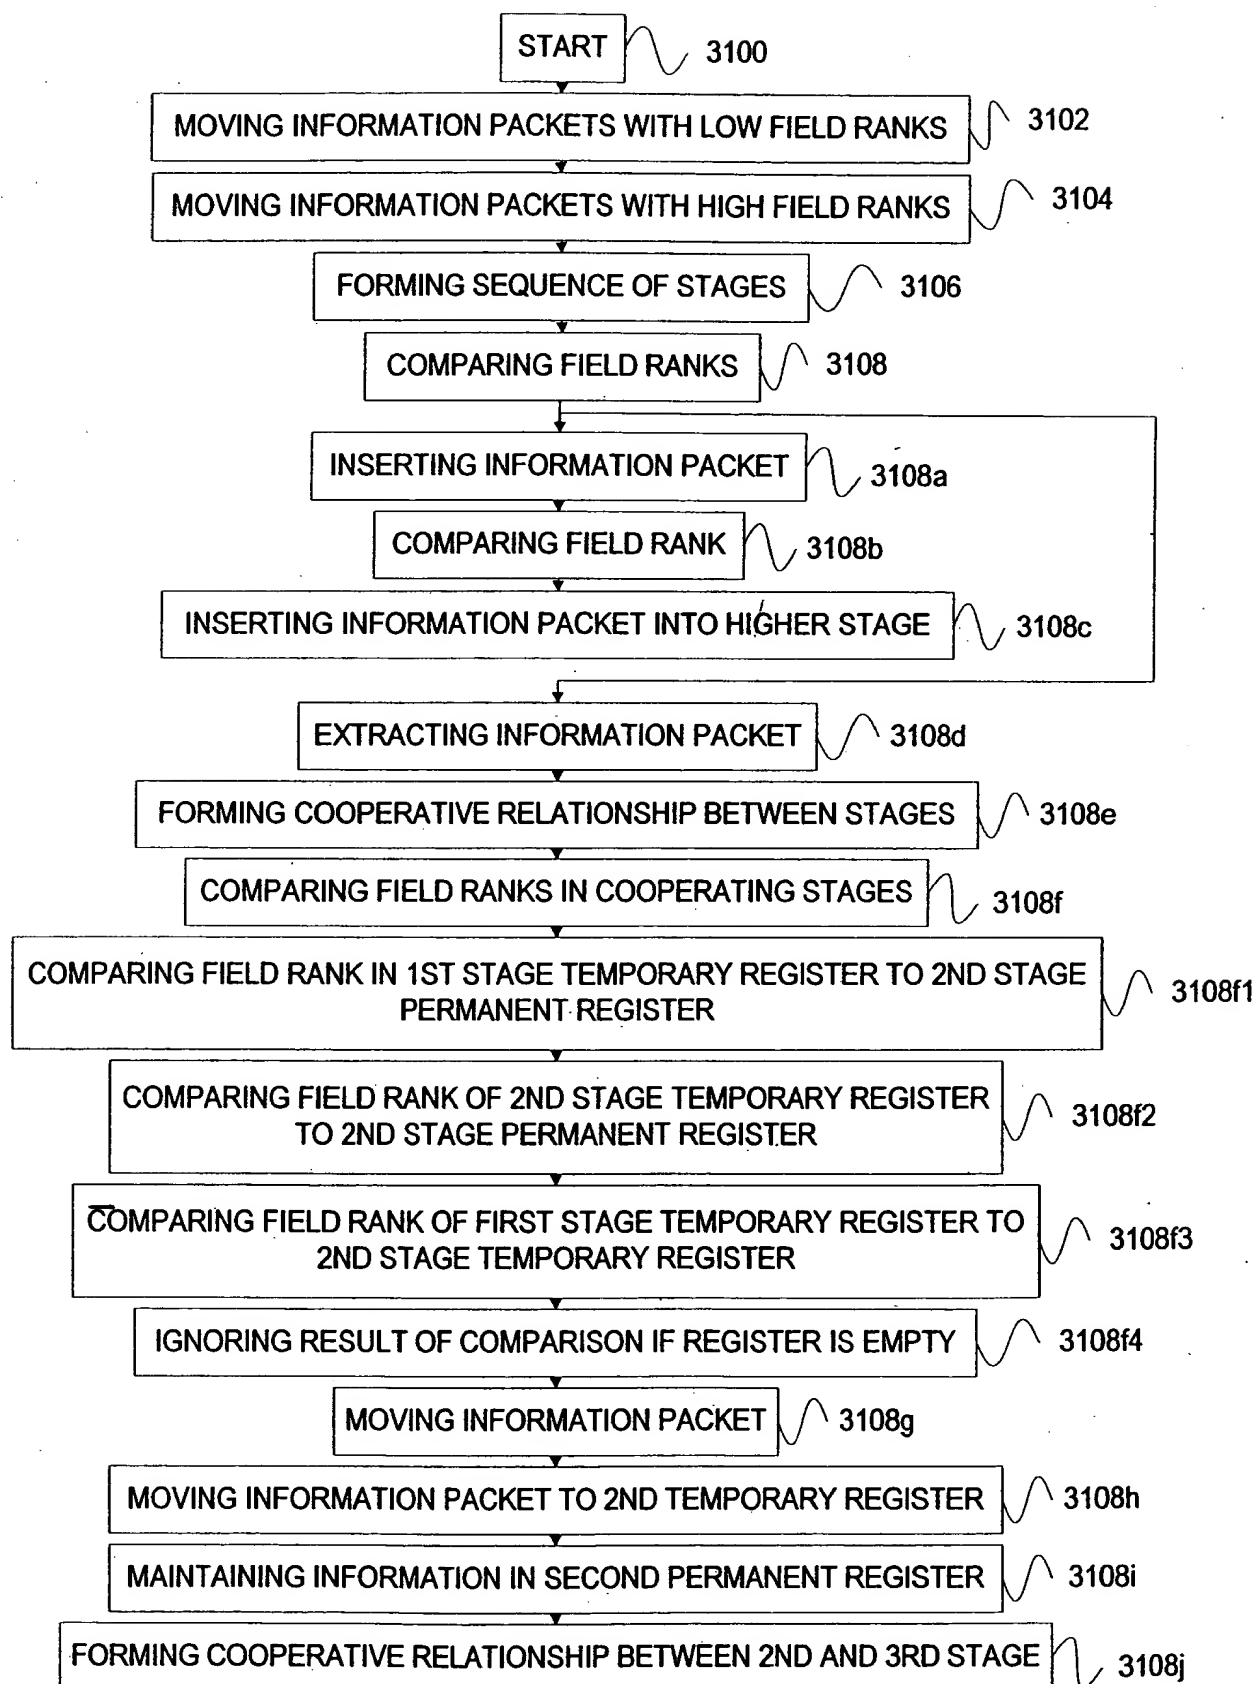 START
3100
MOVING INFORMATION PACKETS WITH LOW FIELD RANKS
3102
MOVING INFORMATION PACKETS WITH HIGH FIELD RANKS
3104
FORMING SEQUENCE OF STAGES
3106
COMPARING FIELD RANKS
3108
INSERTING INFORMATION PACKET
3108a
COMPARING FIELD RANK
3108b
INSERTING INFORMATION PACKET INTO HIGHER STAGE
3108c
EXTRACTING INFORMATION PACKET
3108d
FORMING COOPERATIVE RELATIONSHIP BETWEEN STAGES
3108e
COMPARING FIELD RANKS IN COOPERATING STAGES
3108f
COMPARING FIELD RANK IN 1ST STAGE TEMPORARY REGISTER TO 2ND STAGE
PERMANENT REGISTER
3108f1
COMPARING FIELD RANK OF 2ND STAGE TEMPORARY REGISTER
TO 2ND STAGE PERMANENT REGISTER
3108f2
COMPARING FIELD RANK OF FIRST STAGE TEMPORARY REGISTER TO
2ND STAGE TEMPORARY REGISTER
3108f3
IGNORING RESULT OF COMPARISON IF REGISTER IS EMPTY
3108f4
MOVING INFORMATION PACKET
3108g
MOVING INFORMATION PACKET TO 2ND TEMPORARY REGISTER
3108h
MAINTAINING INFORMATION IN SECOND PERMANENT REGISTER
3108i
FORMING COOPERATIVE RELATIONSHIP BETWEEN 2ND AND 3RD STAGE
3108j